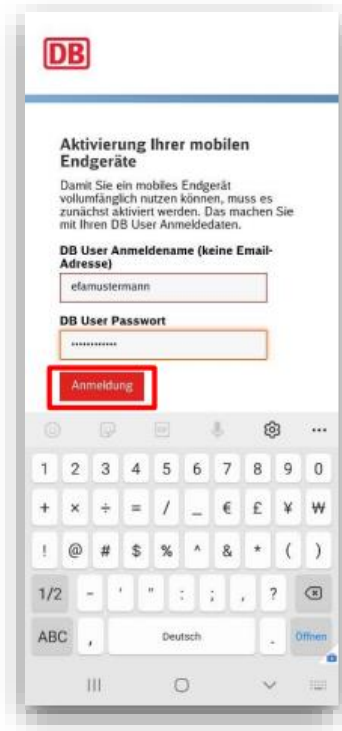 DB
Aktivierung Ihrer mobilen
Endgeräte
Damit Sie ein mobiles Endgerät
vollumfänglich nutzen können, muss es
zunächst aktiviert werden. Das machen Sie
mit Ihren DB User Anmeldedaten.
DB User Anmeldename (keine Email-
Adresse)
efamustermann
DB User Passwort
••••••••••••
Anmeldung
GIF
1 2 3 4 5 6 7 8 9 0
+ × ÷ = / _ € £ ¥ ₩
! @ # $ % ^ & * ( )
1/2 - ' " : ; , ?
ABC , Deutsch . Öffnen